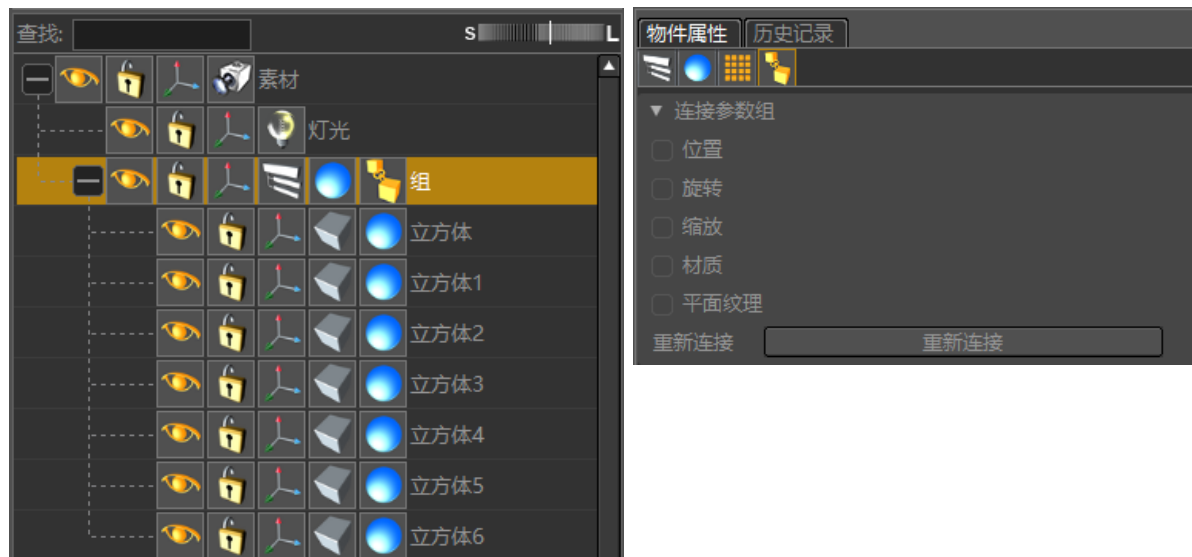 查找:
S L
素材
灯光
组
立方体
立方体1
立方体2
立方体3
立方体4
立方体5
立方体6
物件属性 历史记录
连接参数组
位置
旋转
缩放
材质
平面纹理
重新连接 重新连接